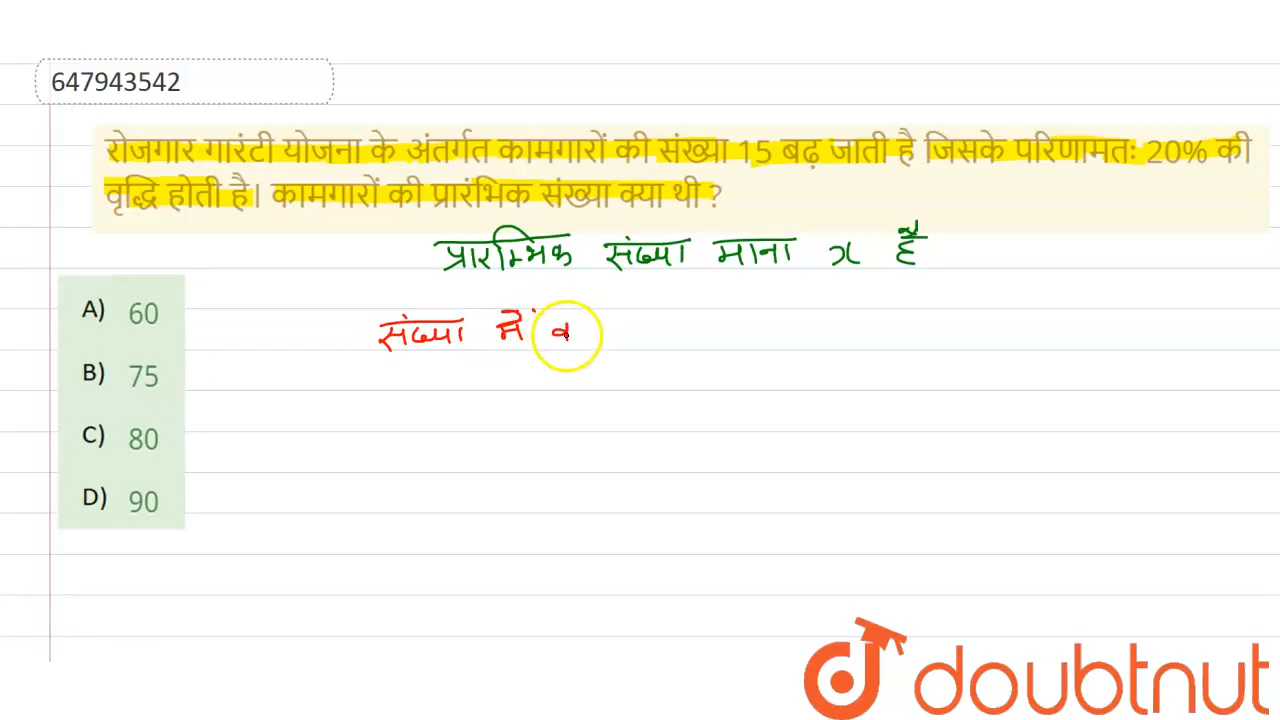 647943542
रोजगार गारंटी योजना के अंतर्गत कामगारों की संख्या 15 बढ़ जाती है जिसके परिणामतः 20% की
वृद्धि होती है। कामगारों की प्रारंभिक संख्या क्या थी ?
प्रारम्भिक संख्या माना x है
संख्या में व
A) 60
B) 75
C) 80
D) 90
doubtnut